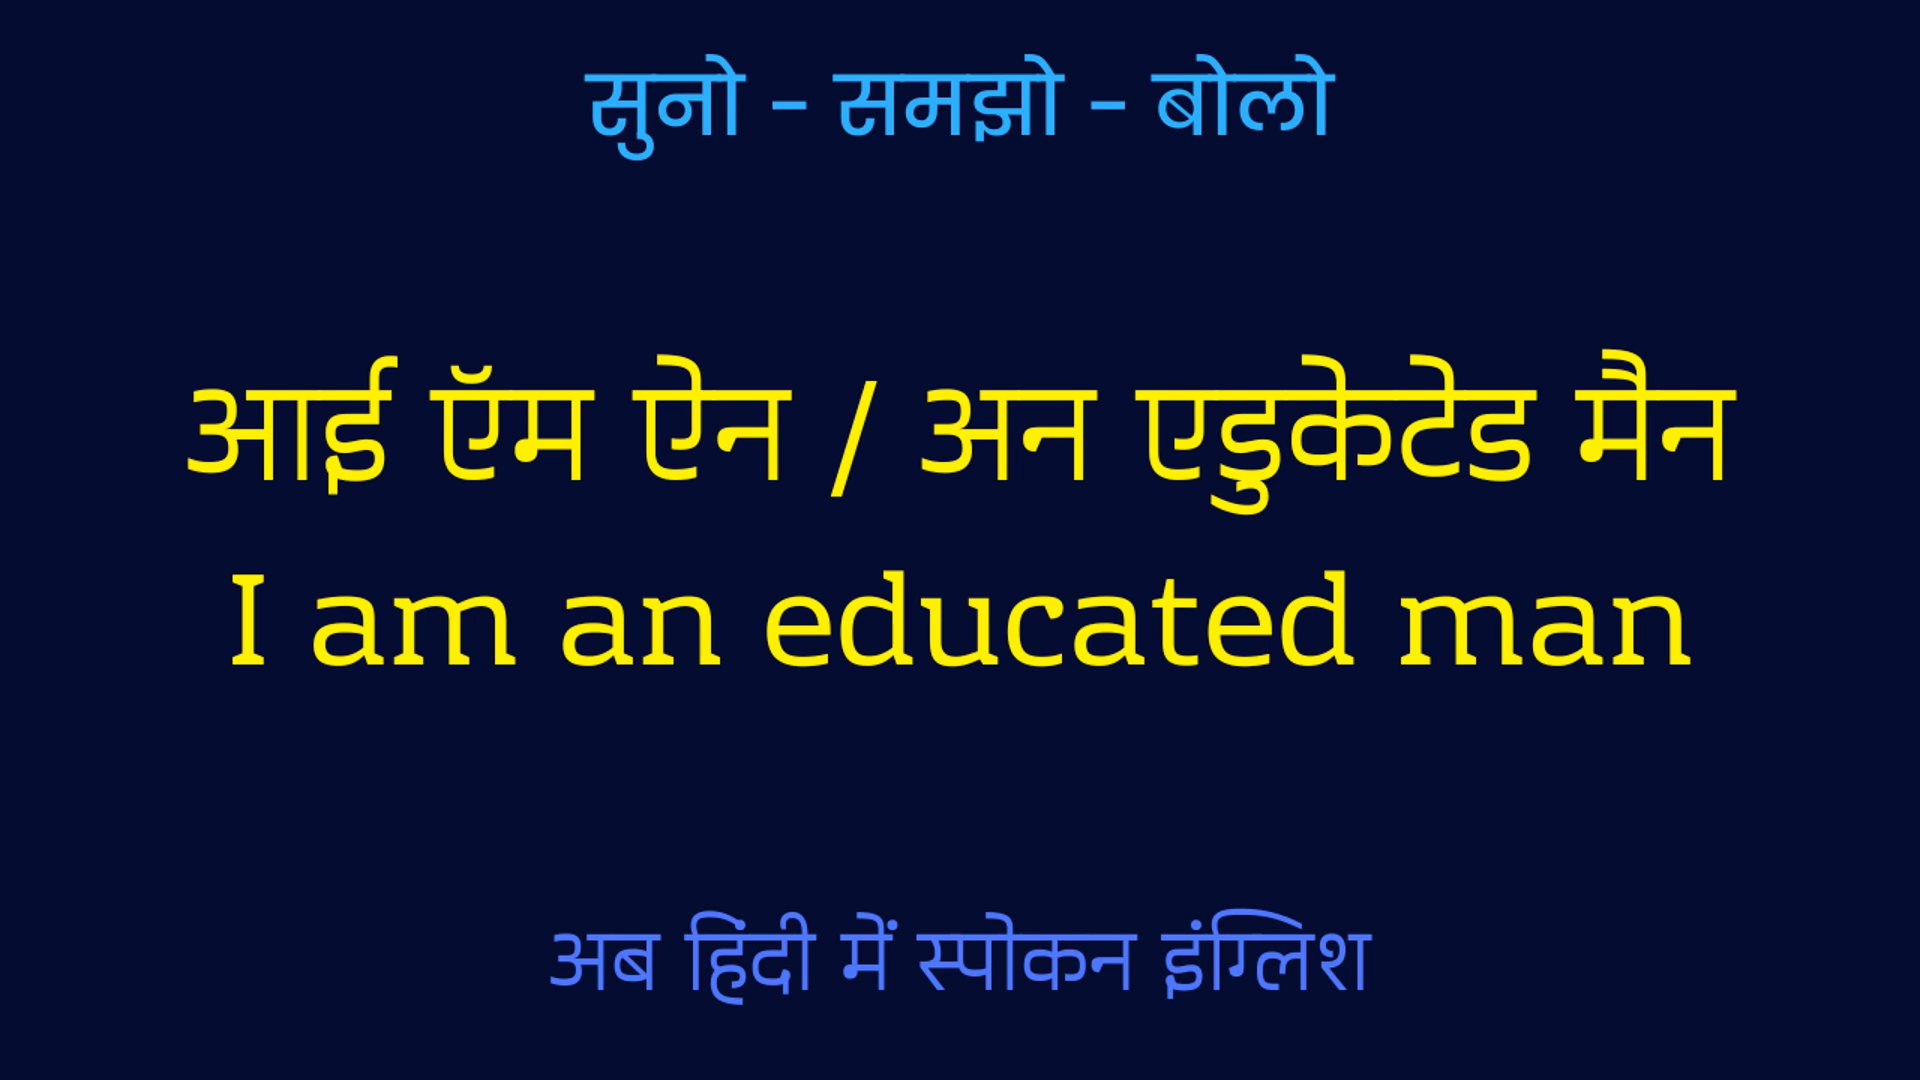 सुनो - समझो - बोलो
आई ऍम ऐन / अन एडुकेटेड मैन
I am an educated man
अब हिंदी में स्पोकन इंग्लिश